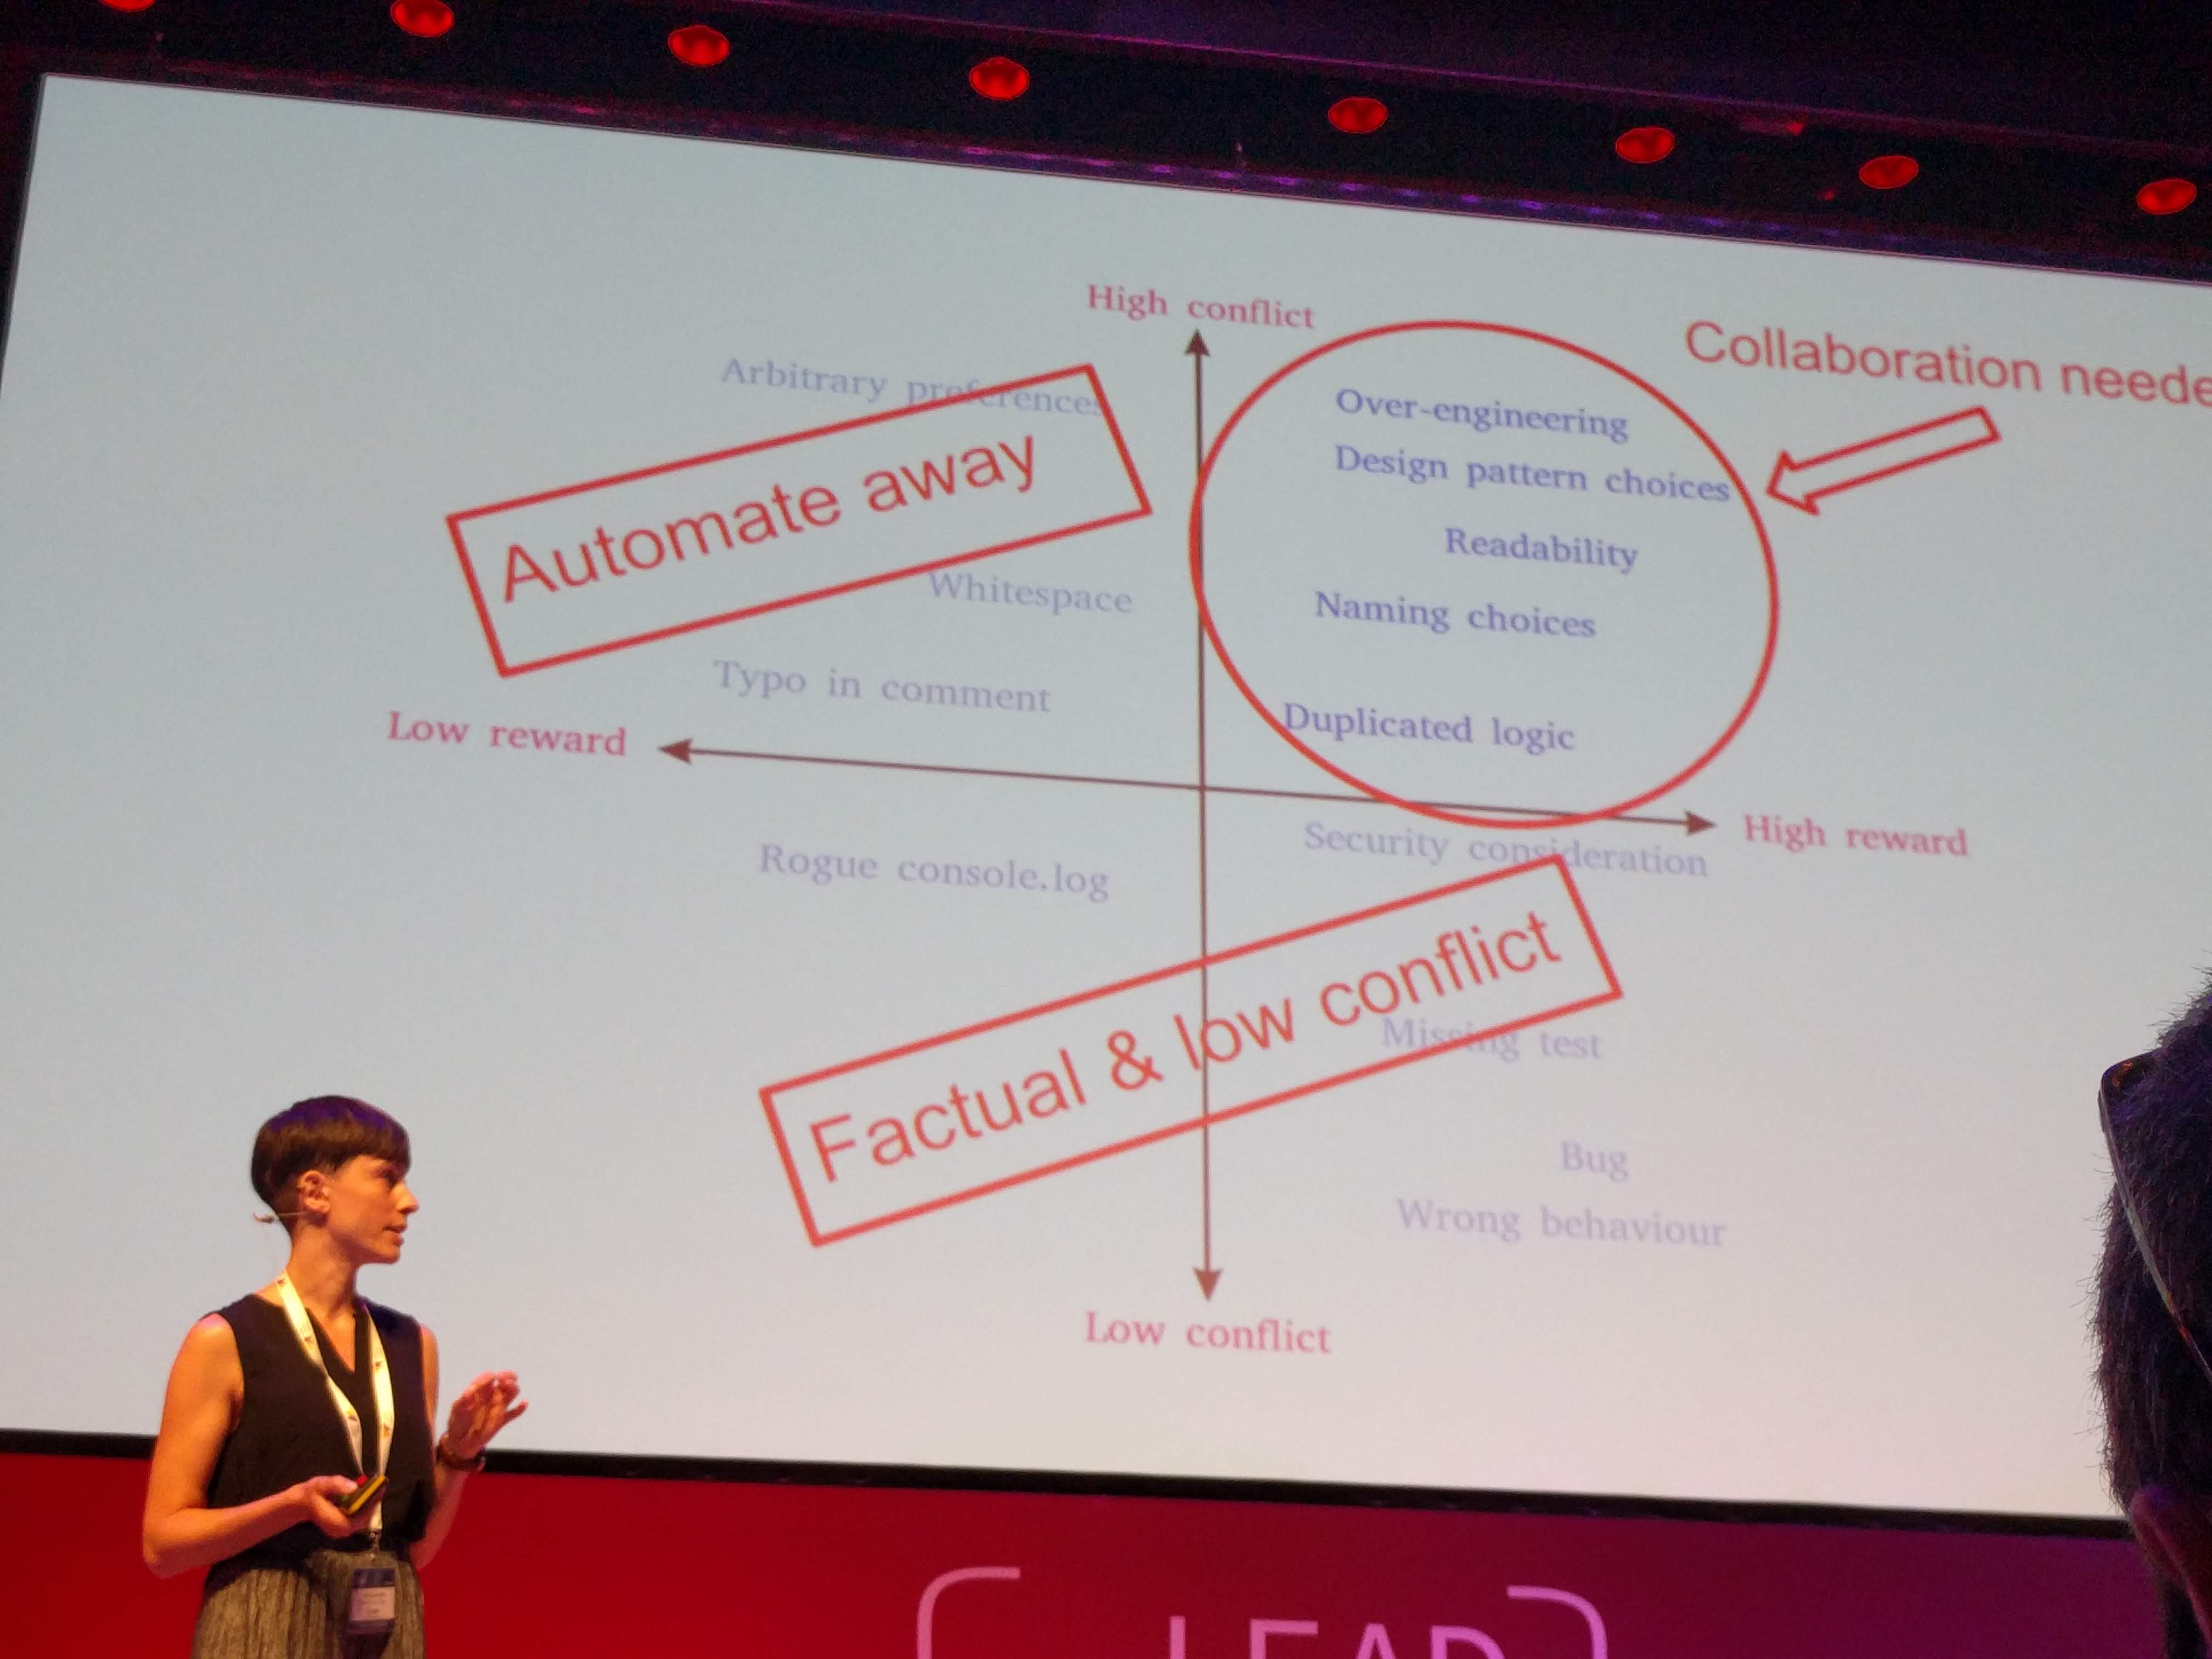 High conflict
Collaboration neede
Arbitrary preferences
Over-engineering
Automate away
Design pattern choices
Readability
Whitespace
Naming choices
Typo in comment
Duplicated logic
Low reward
High reward
Security consideration
Rogue console.log
Factual & low conflict
Missing test
Bug
Wrong behaviour
Low conflict
LEAD